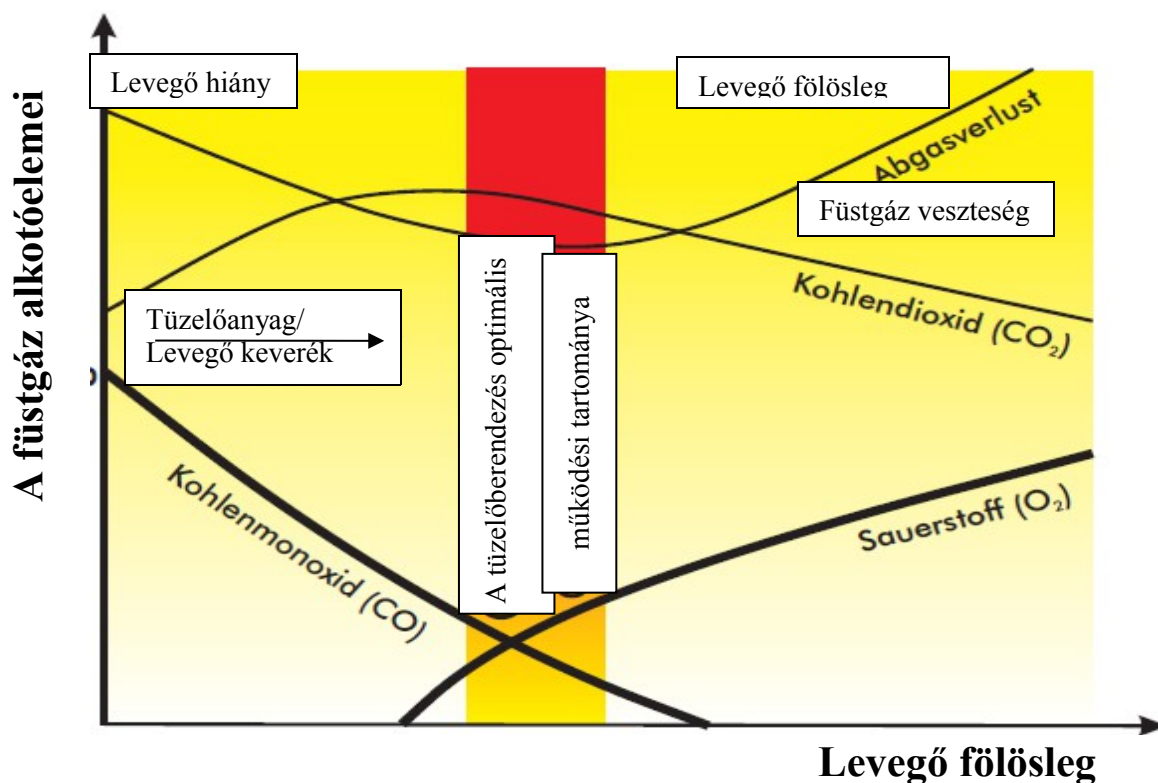 Levegő hiány
Levegő fölösleg
Abgasverlust
Füstgáz veszteség
Kohlendioxid (CO₂)
Tüzelőanyag/
Levegő keverék
A tüzelőberendezés optimális
működési tartománya
A füstgáz alkotóelemei
Kohlenmonoxid (CO)
Sauerstoff (O₂)
Levegő fölösleg